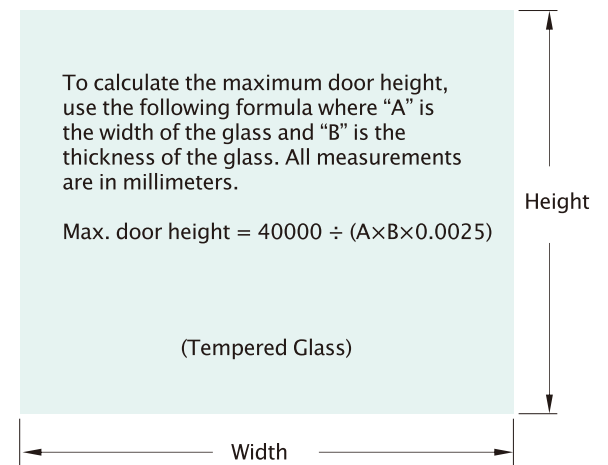 To calculate the maximum door height,
use the following formula where “A” is
the width of the glass and “B” is the
thickness of the glass. All measurements
are in millimeters.
Max. door height = 40000 ÷ (A×B×0.0025)
Height
(Tempered Glass)
Width